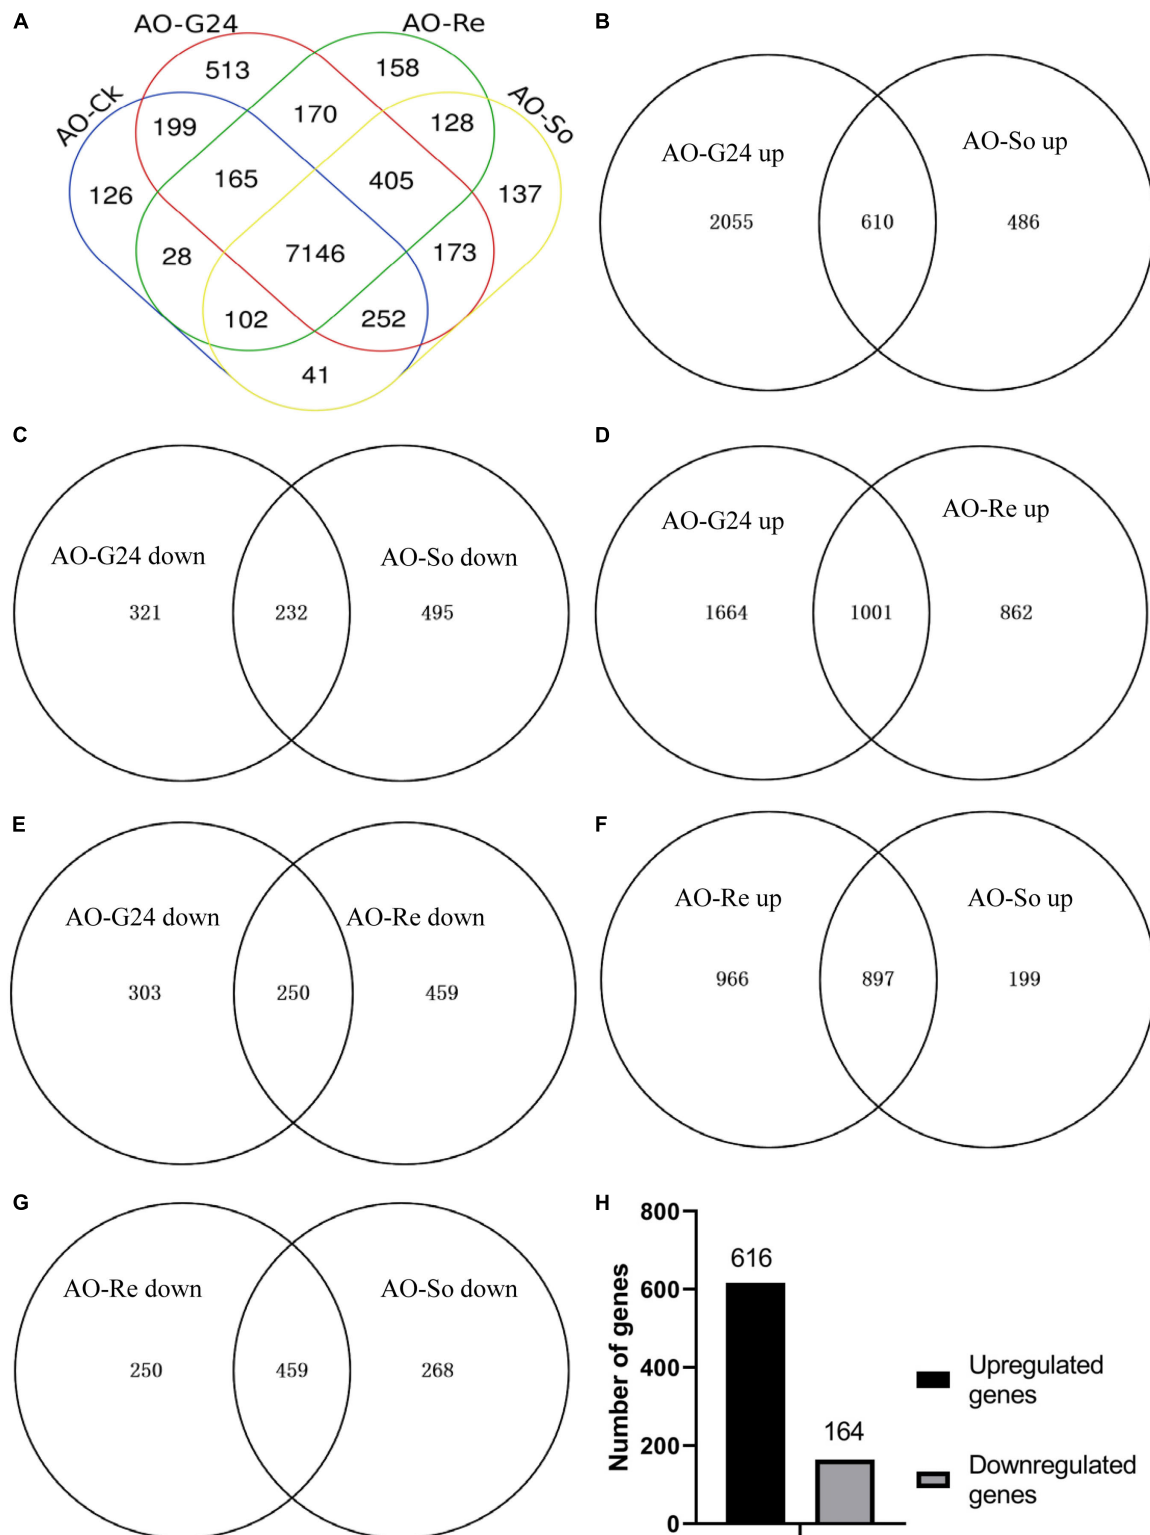 A
AO-G24
AO-Re
AO-Ck
AO-So
513
158
199
170
128
126
165
405
137
28
7146
173
102
252
41
B
AO-G24 up
AO-So up
2055
610
486
C
AO-G24 down
AO-So down
321
232
495
D
AO-G24 up
AO-Re up
1664
1001
862
E
AO-G24 down
AO-Re down
303
250
459
F
AO-Re up
AO-So up
966
897
199
G
AO-Re down
AO-So down
250
459
268
H
Number of genes
800
600
400
200
0
616
164
Upregulated
genes
Downregulated
genes